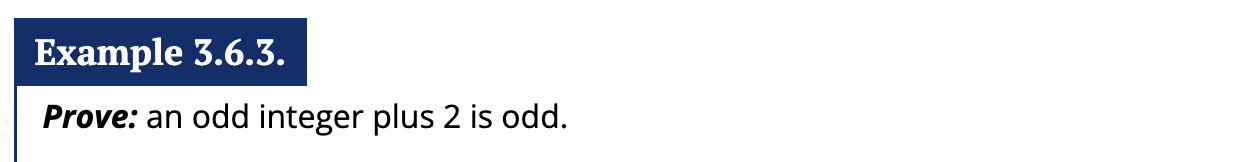 Example 3.6.3.
Prove: an odd integer plus 2 is odd.